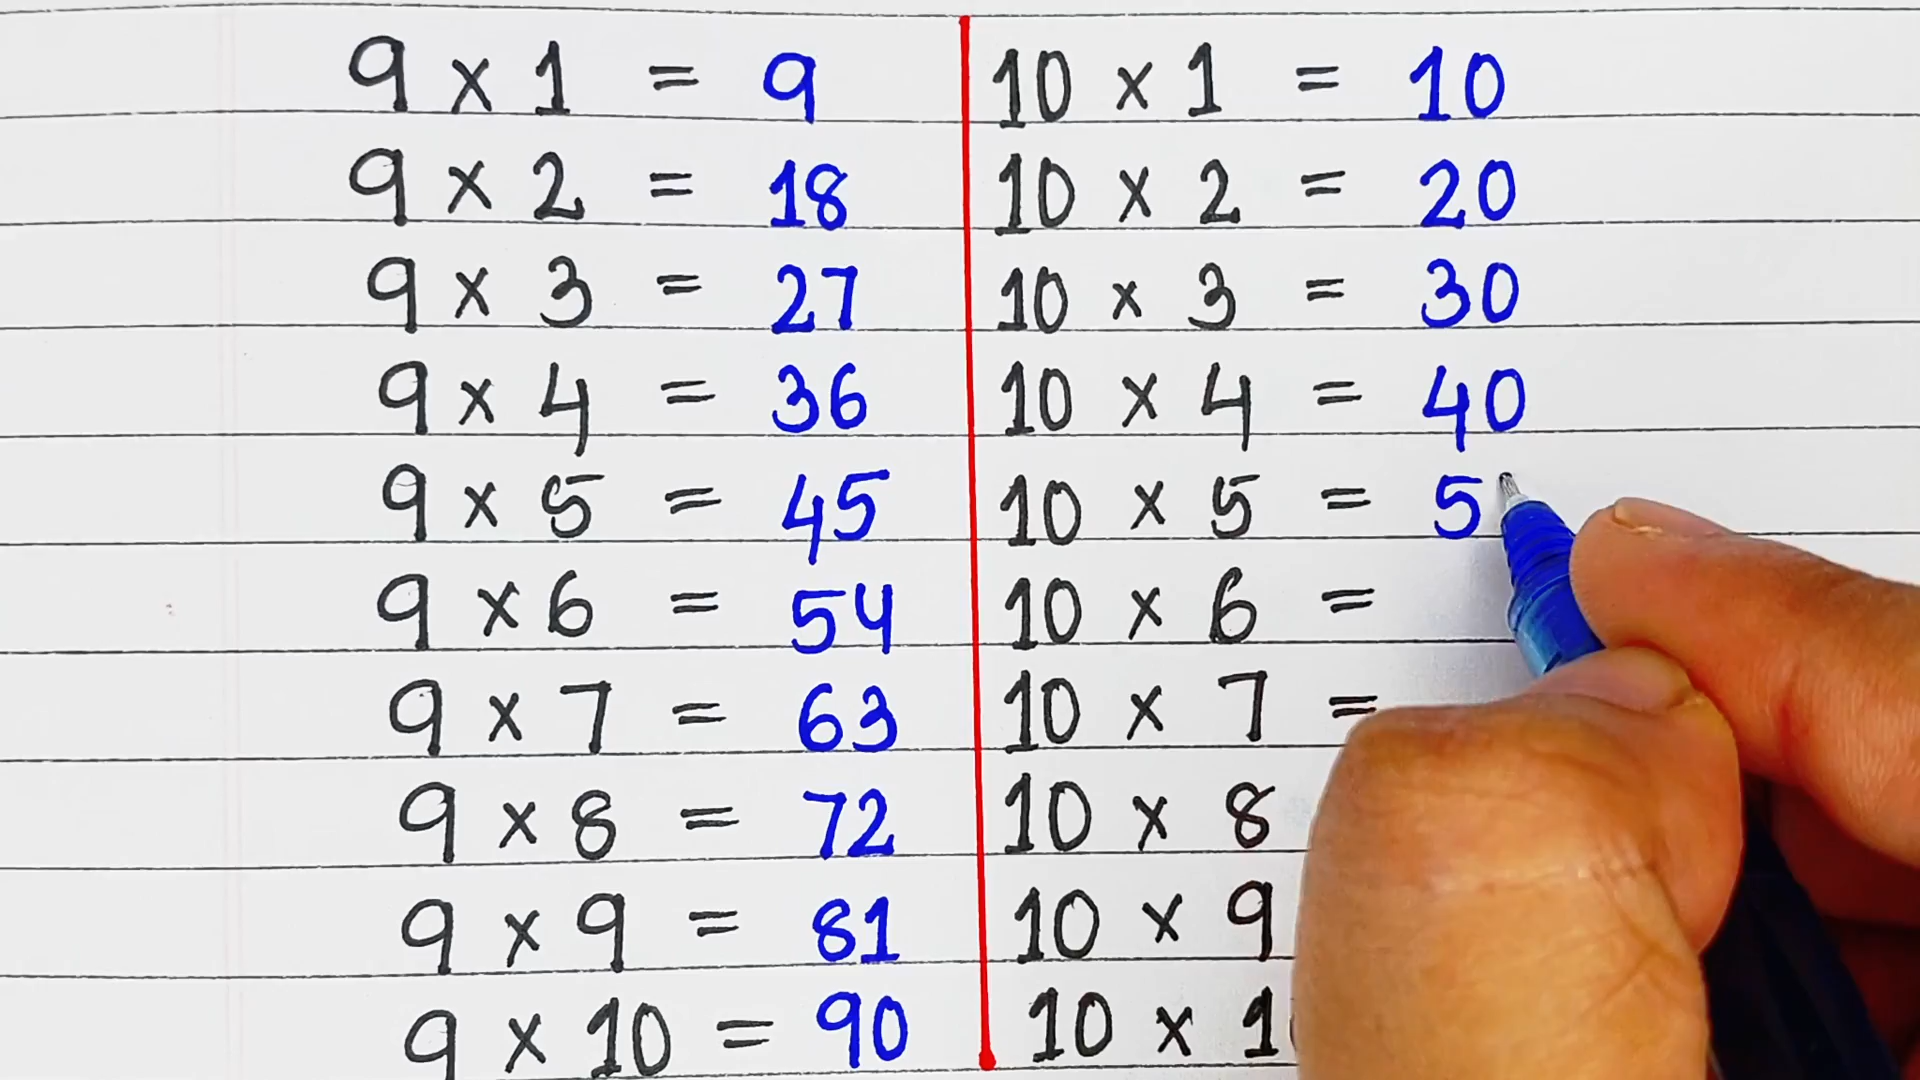 9 x 1 = 9
9 x 2 = 18
9 x 3 = 27
9 x 4 = 36
9 x 5 = 45
9 x 6 = 54
9 x 7 = 63
9 x 8 = 72
9 x 9 = 81
9 x 10 = 90
10 x 1 = 10
10 x 2 = 20
10 x 3 = 30
10 x 4 = 40
10 x 5 = 5
10 x 6 =
10 x 7 =
10 x 8
10 x 9
10 x 10